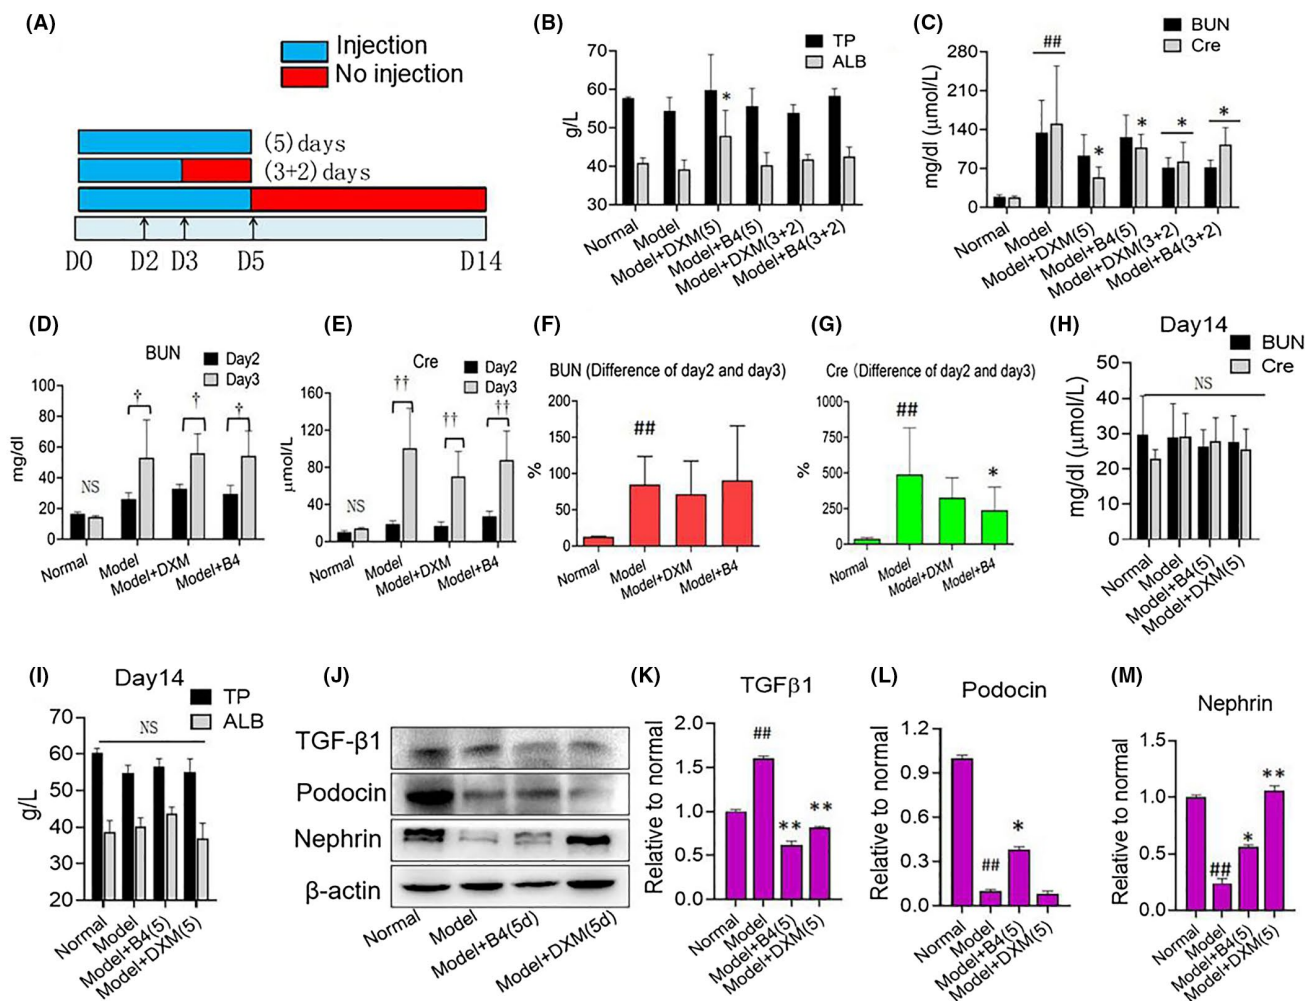 (A)
Injection
No injection
(5)days
(3+2)days
D0 D2 D3 D5 D14
(B)
TP
ALB
g/L
70
60
50
40
30
*
Normal
Model
Model+DXM(5)
Model+B4(5)
Model+DXM(3+2)
Model+B4(3+2)
(C)
BUN
Cre
mg/dl (μmol/L)
280
210
140
70
0
##
*
*
*
*
Normal
Model
Model+DXM(5)
Model+B4(5)
Model+DXM(3+2)
Model+B4(3+2)
(D)
BUN
Day2
Day3
mg/dl
100
80
60
40
20
0
NS
†
†
†
Normal
Model
Model+DXM
Model+B4
(E)
Cre
Day2
Day3
μmol/L
160
120
80
40
0
NS
††
††
††
Normal
Model
Model+DXM
Model+B4
(F)
BUN (Difference of day2 and day3)
%
200
150
100
50
0
##
Normal
Model
Model+DXM
Model+B4
(G)
Cre (Difference of day2 and day3)
%
1000
750
500
250
0
##
*
Normal
Model
Model+DXM
Model+B4
(H)
Day14
BUN
Cre
mg/dl (μmol/L)
50
40
30
20
10
0
NS
Normal
Model
Model+B4(5)
Model+DXM(5)
(I)
Day14
TP
ALB
g/L
70
60
50
40
30
20
NS
Normal
Model
Model+B4(5)
Model+DXM(5)
(J)
TGF-β1
Podocin
Nephrin
β-actin
Normal
Model
Model+B4(5d)
Model+DXM(5d)
(K)
TGFβ1
Relative to normal
2.0
1.5
1.0
0.5
0.0
##
**
**
Normal
Model
Model+B4(5)
Model+DXM(5)
(L)
Podocin
Relative to normal
1.2
0.9
0.6
0.3
0.0
##
*
Normal
Model
Model+B4(5)
Model+DXM(5)
(M)
Nephrin
Relative to normal
1.5
1.0
0.5
0.0
##
*
**
Normal
Model
Model+B4(5)
Model+DXM(5)